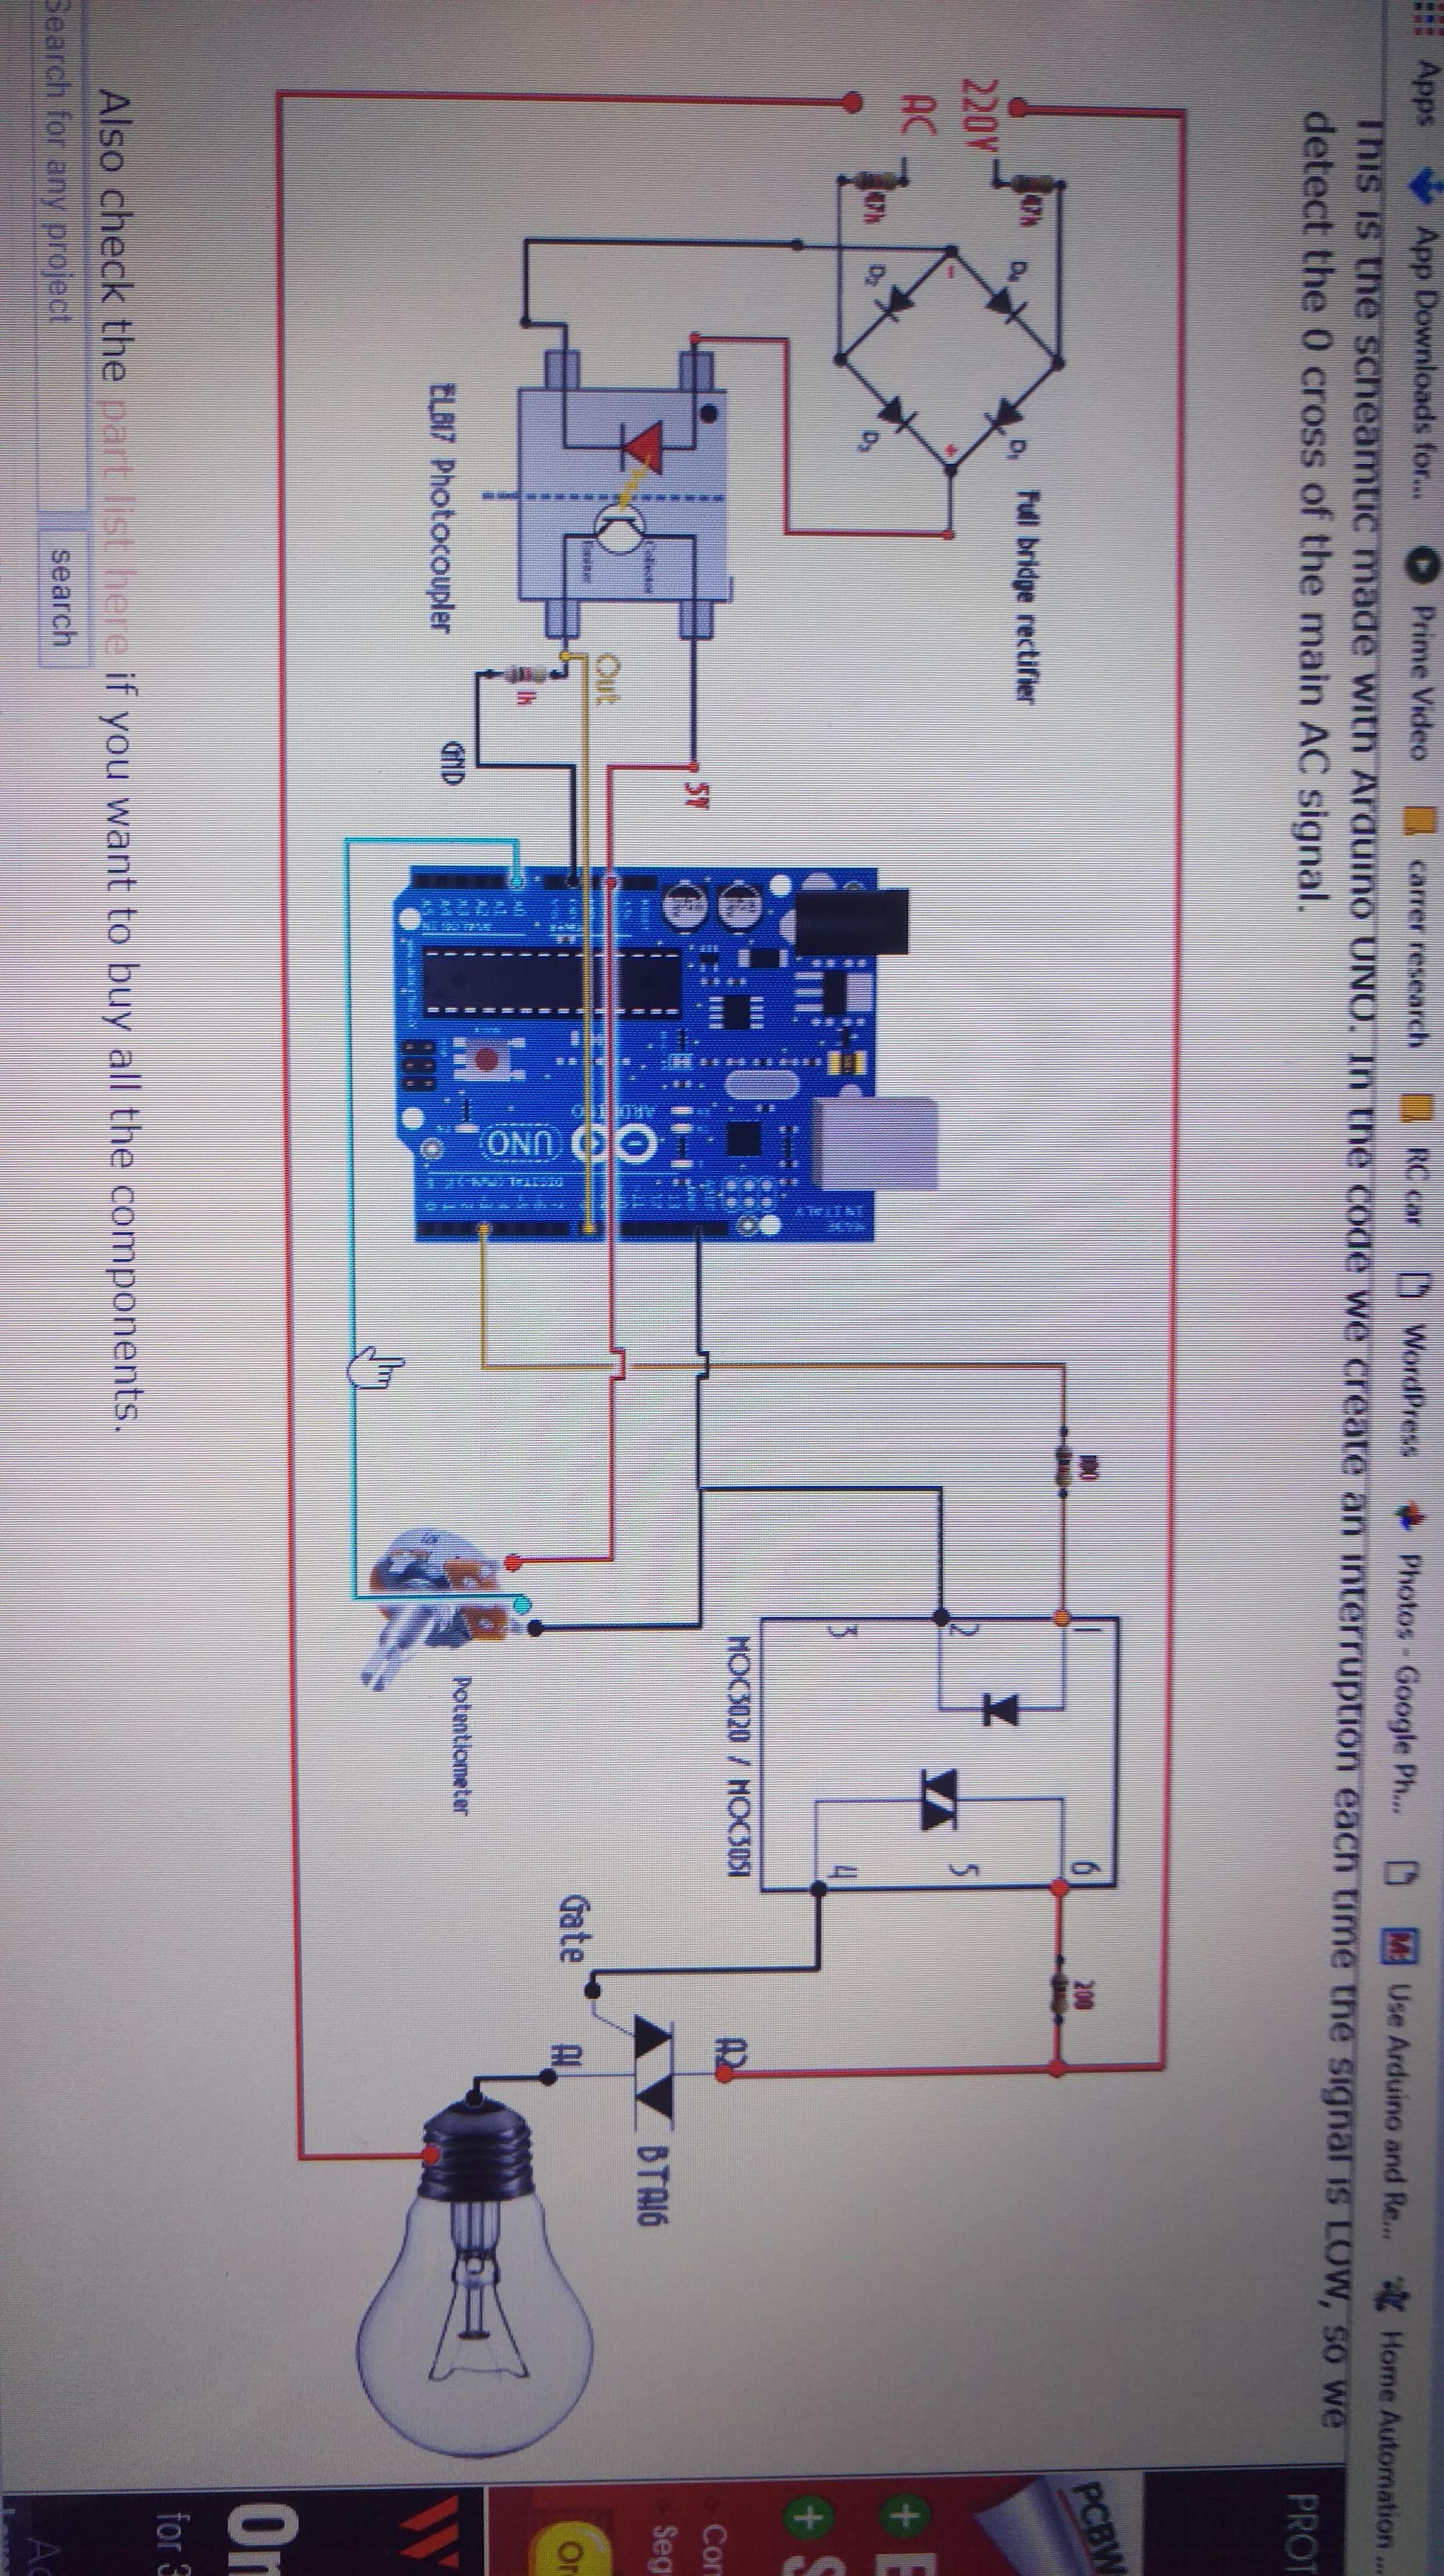 Apps
App Downloads for...
Prime Video
carrer research
RC car
WordPress
Photos - Google Ph...
Use Arduino and Re...
Home Automation ...
This is the scheamtic made with Arduino UNO. In the code we create an interruption each time the signal is LOW, so we
detect the 0 cross of the main AC signal.
220V
AC
47k
47k
D4
D1
D2
D3
-
+
Full bridge rectifier
EL817 Photocoupler
Collector
Emitter
Out
1k
5V
GND
ARDUINO
UNO
100
1
2
3
4
5
6
MOC3020 / MOC3051
200
Potentiometer
Gate
A2
A1
BTA16
Also check the part list here if you want to buy all the components.
Search for any project
search
PROT
PCBW
Con
Seg
Or
for 3